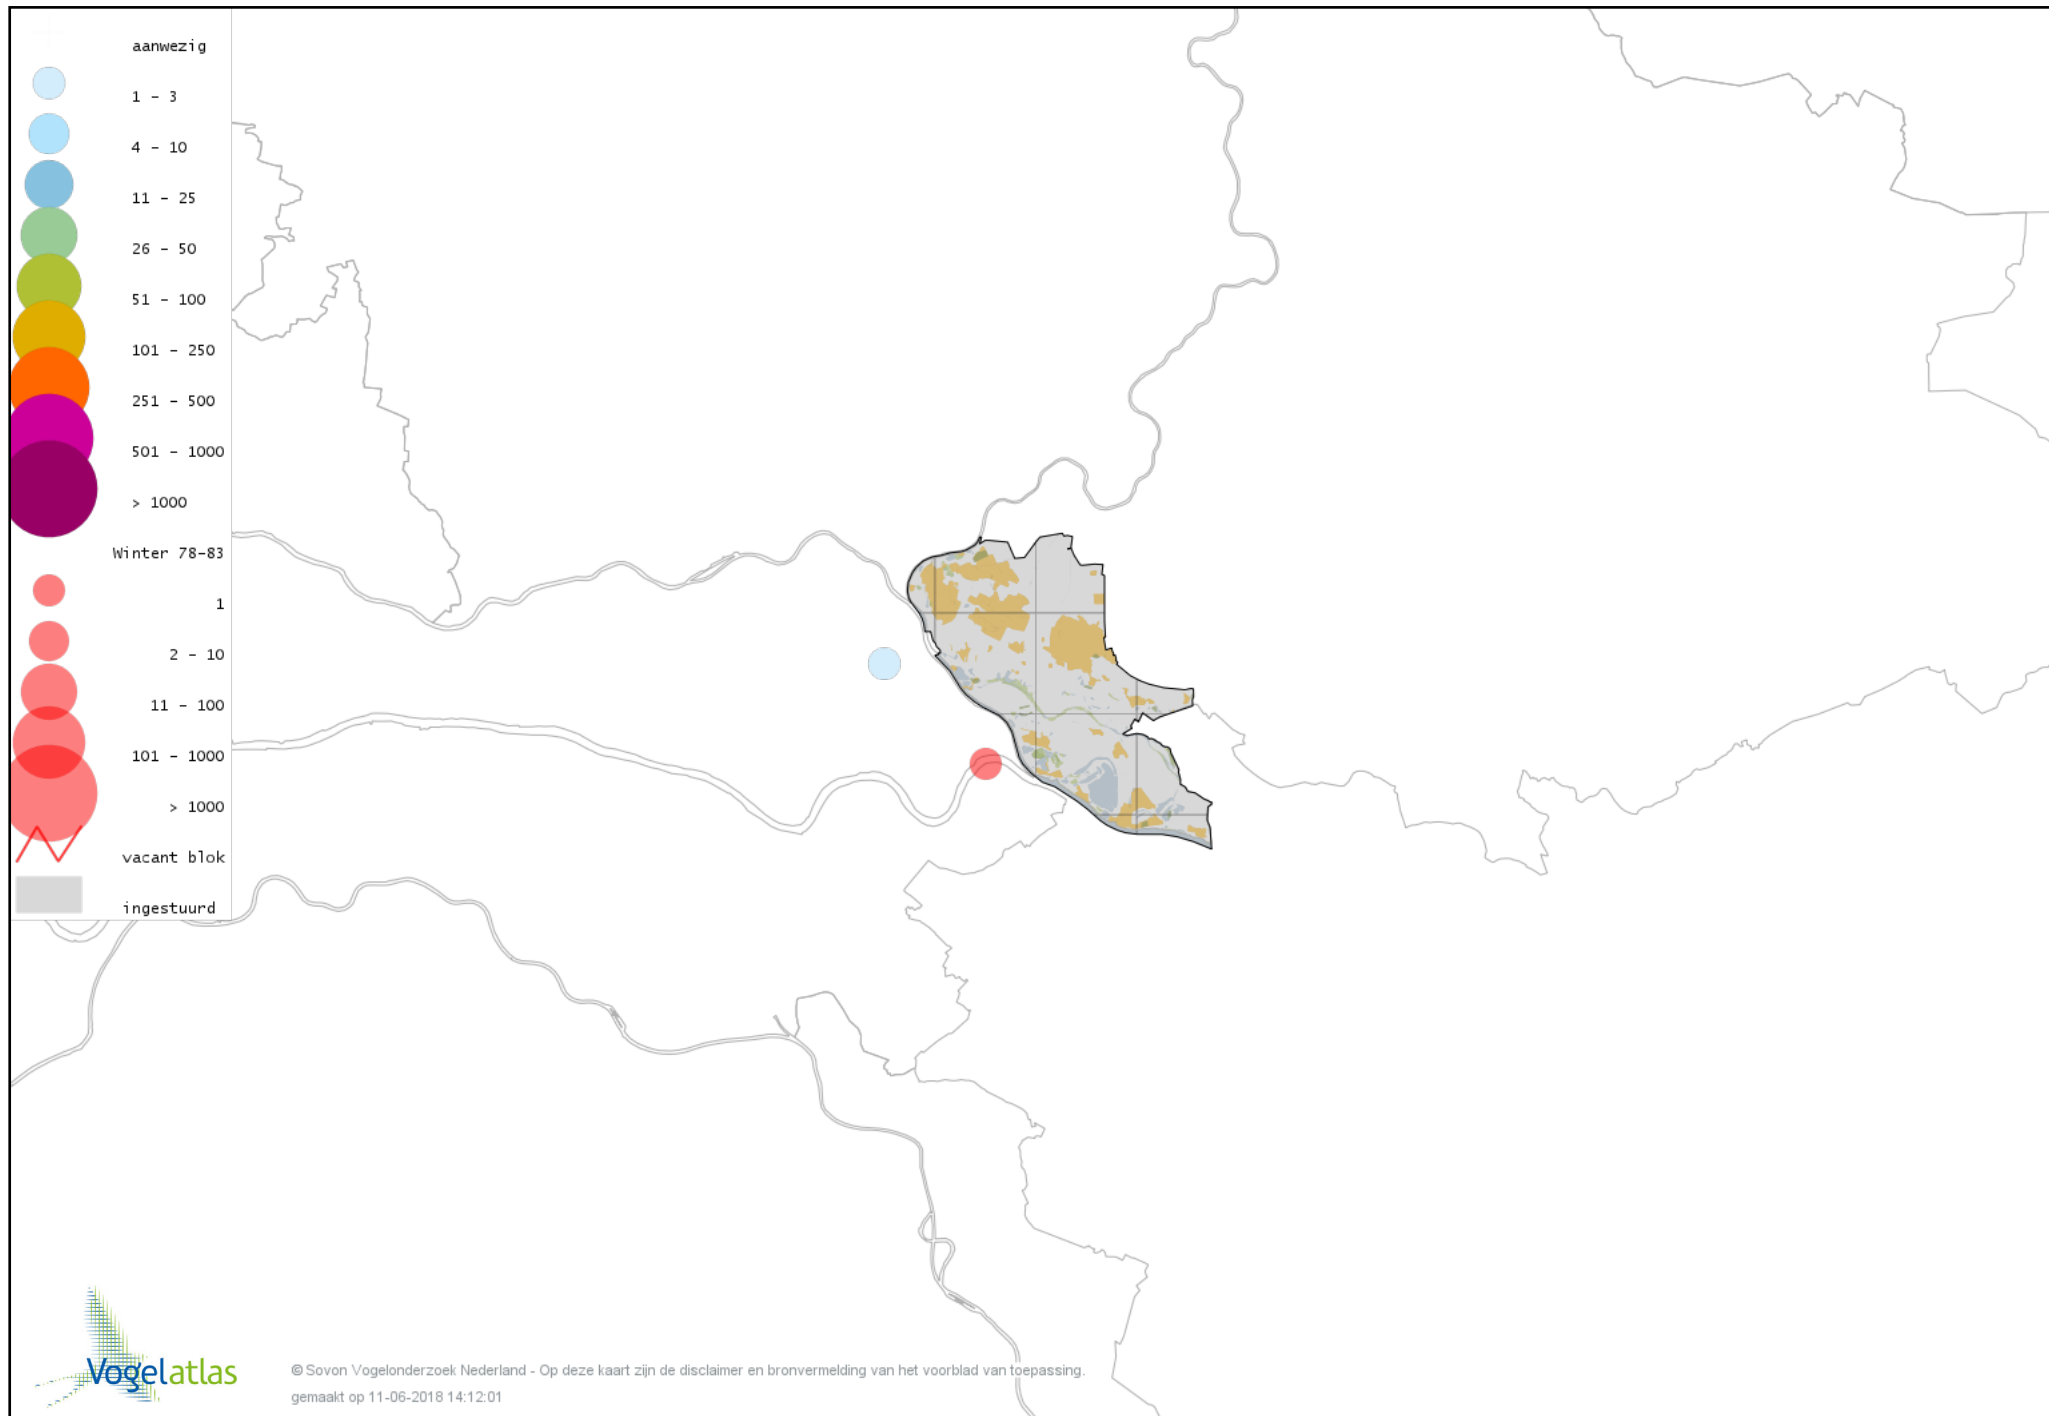 aanwezig
1 - 3
4 - 10
11 - 25
26 - 50
51 - 100
101 - 250
251 - 500
501 - 1000
> 1000
Winter 78-83
1
2 - 10
11 - 100
101 - 1000
> 1000
vacant blok
ingestuurd
Vogelatlas
© Sovon Vogelonderzoek Nederland - Op deze kaart zijn de disclaimer en bronvermelding van het voorblad van toepassing.
gemaakt op 11-06-2018 14:12:01